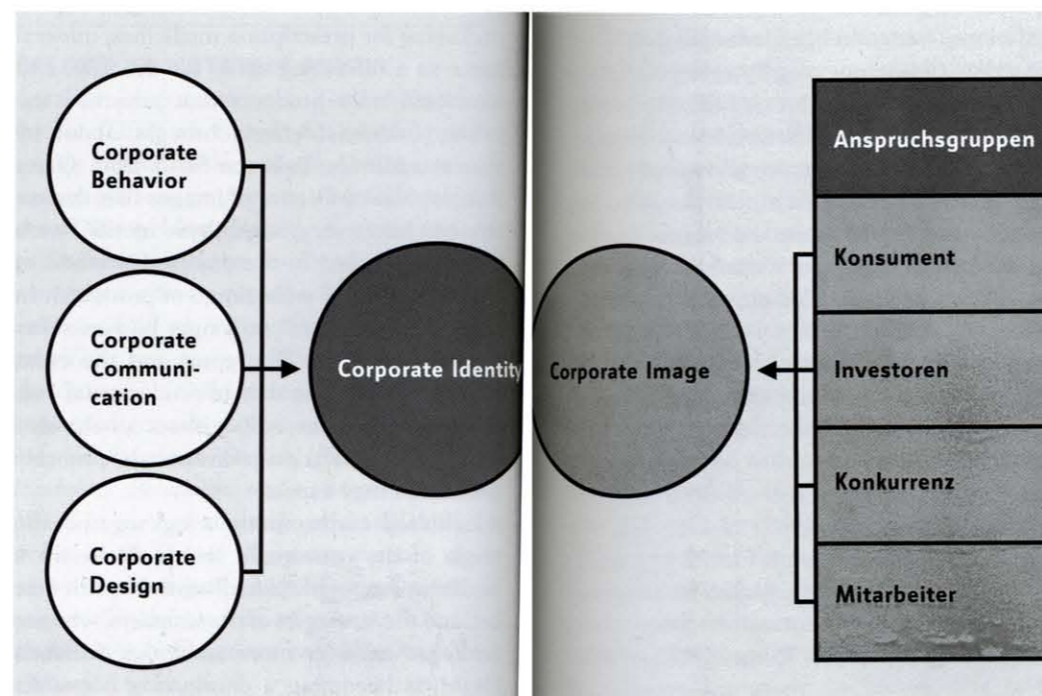 Corporate
Behavior
Corporate
Communi-
cation
Corporate
Design
Corporate Identity
Corporate Image
Anspruchsgruppen
Konsument
Investoren
Konkurrenz
Mitarbeiter